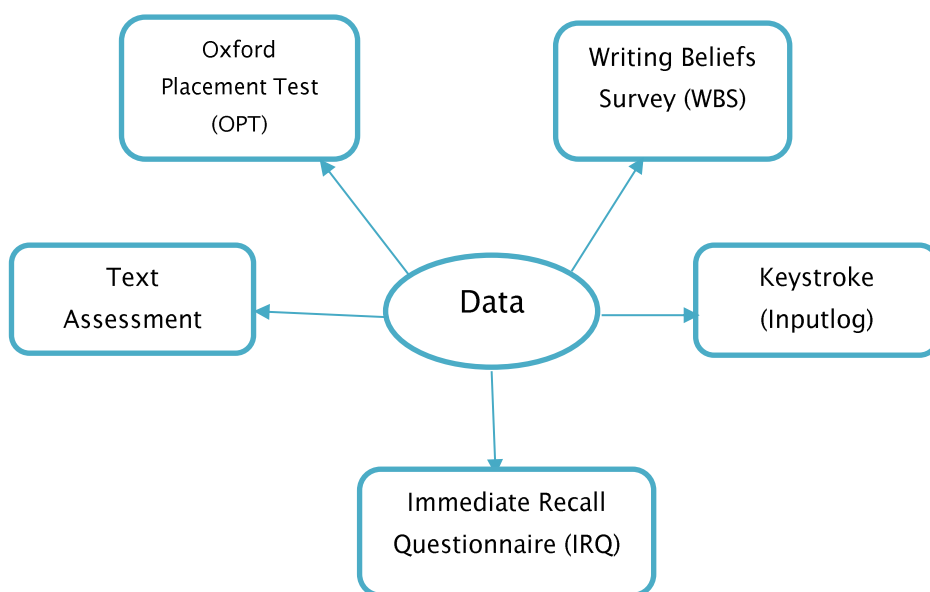 Oxford
Placement Test
(OPT)
Writing Beliefs
Survey (WBS)
Text
Assessment
Data
Keystroke
(Inputlog)
Immediate Recall
Questionnaire (IRQ)